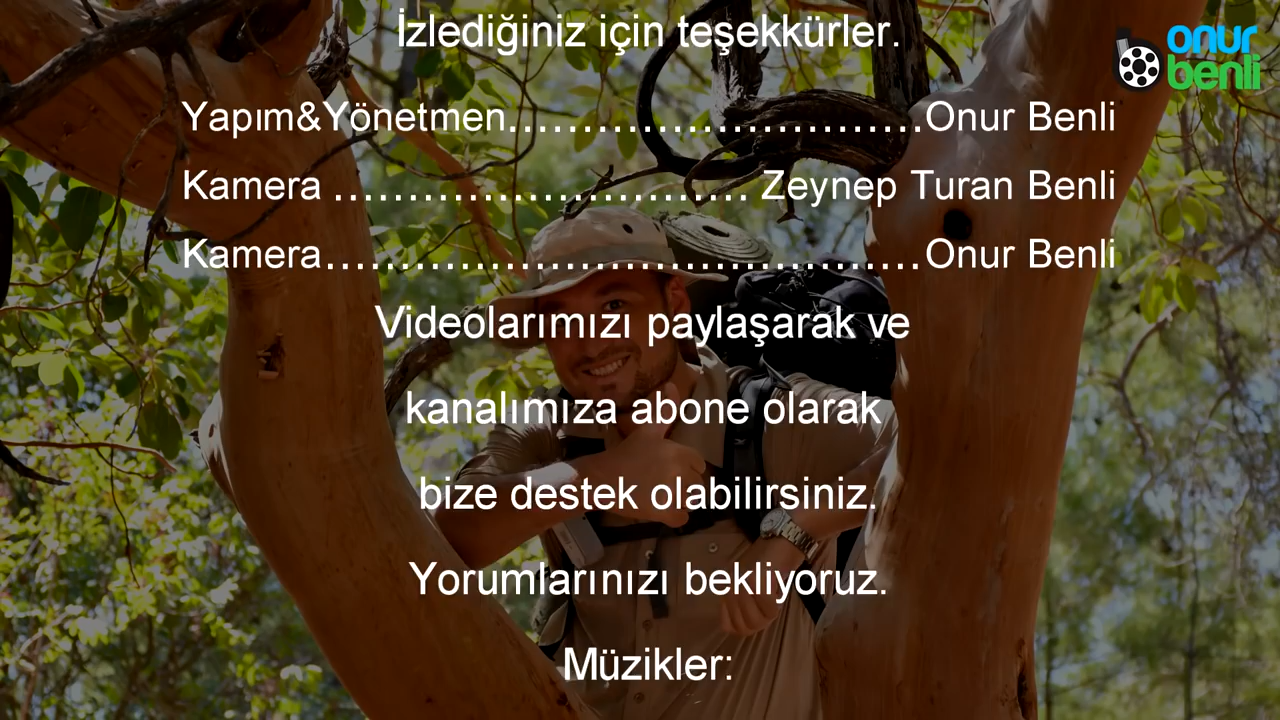 İzlediğiniz için teşekkürler.
onur
benli
Yapım&Yönetmen............................Onur Benli
Kamera ............................ Zeynep Turan Benli
Kamera........................................Onur Benli
Videolarımızı paylaşarak ve
kanalımıza abone olarak
bize destek olabilirsiniz.
Yorumlarınızı bekliyoruz.
Müzikler: